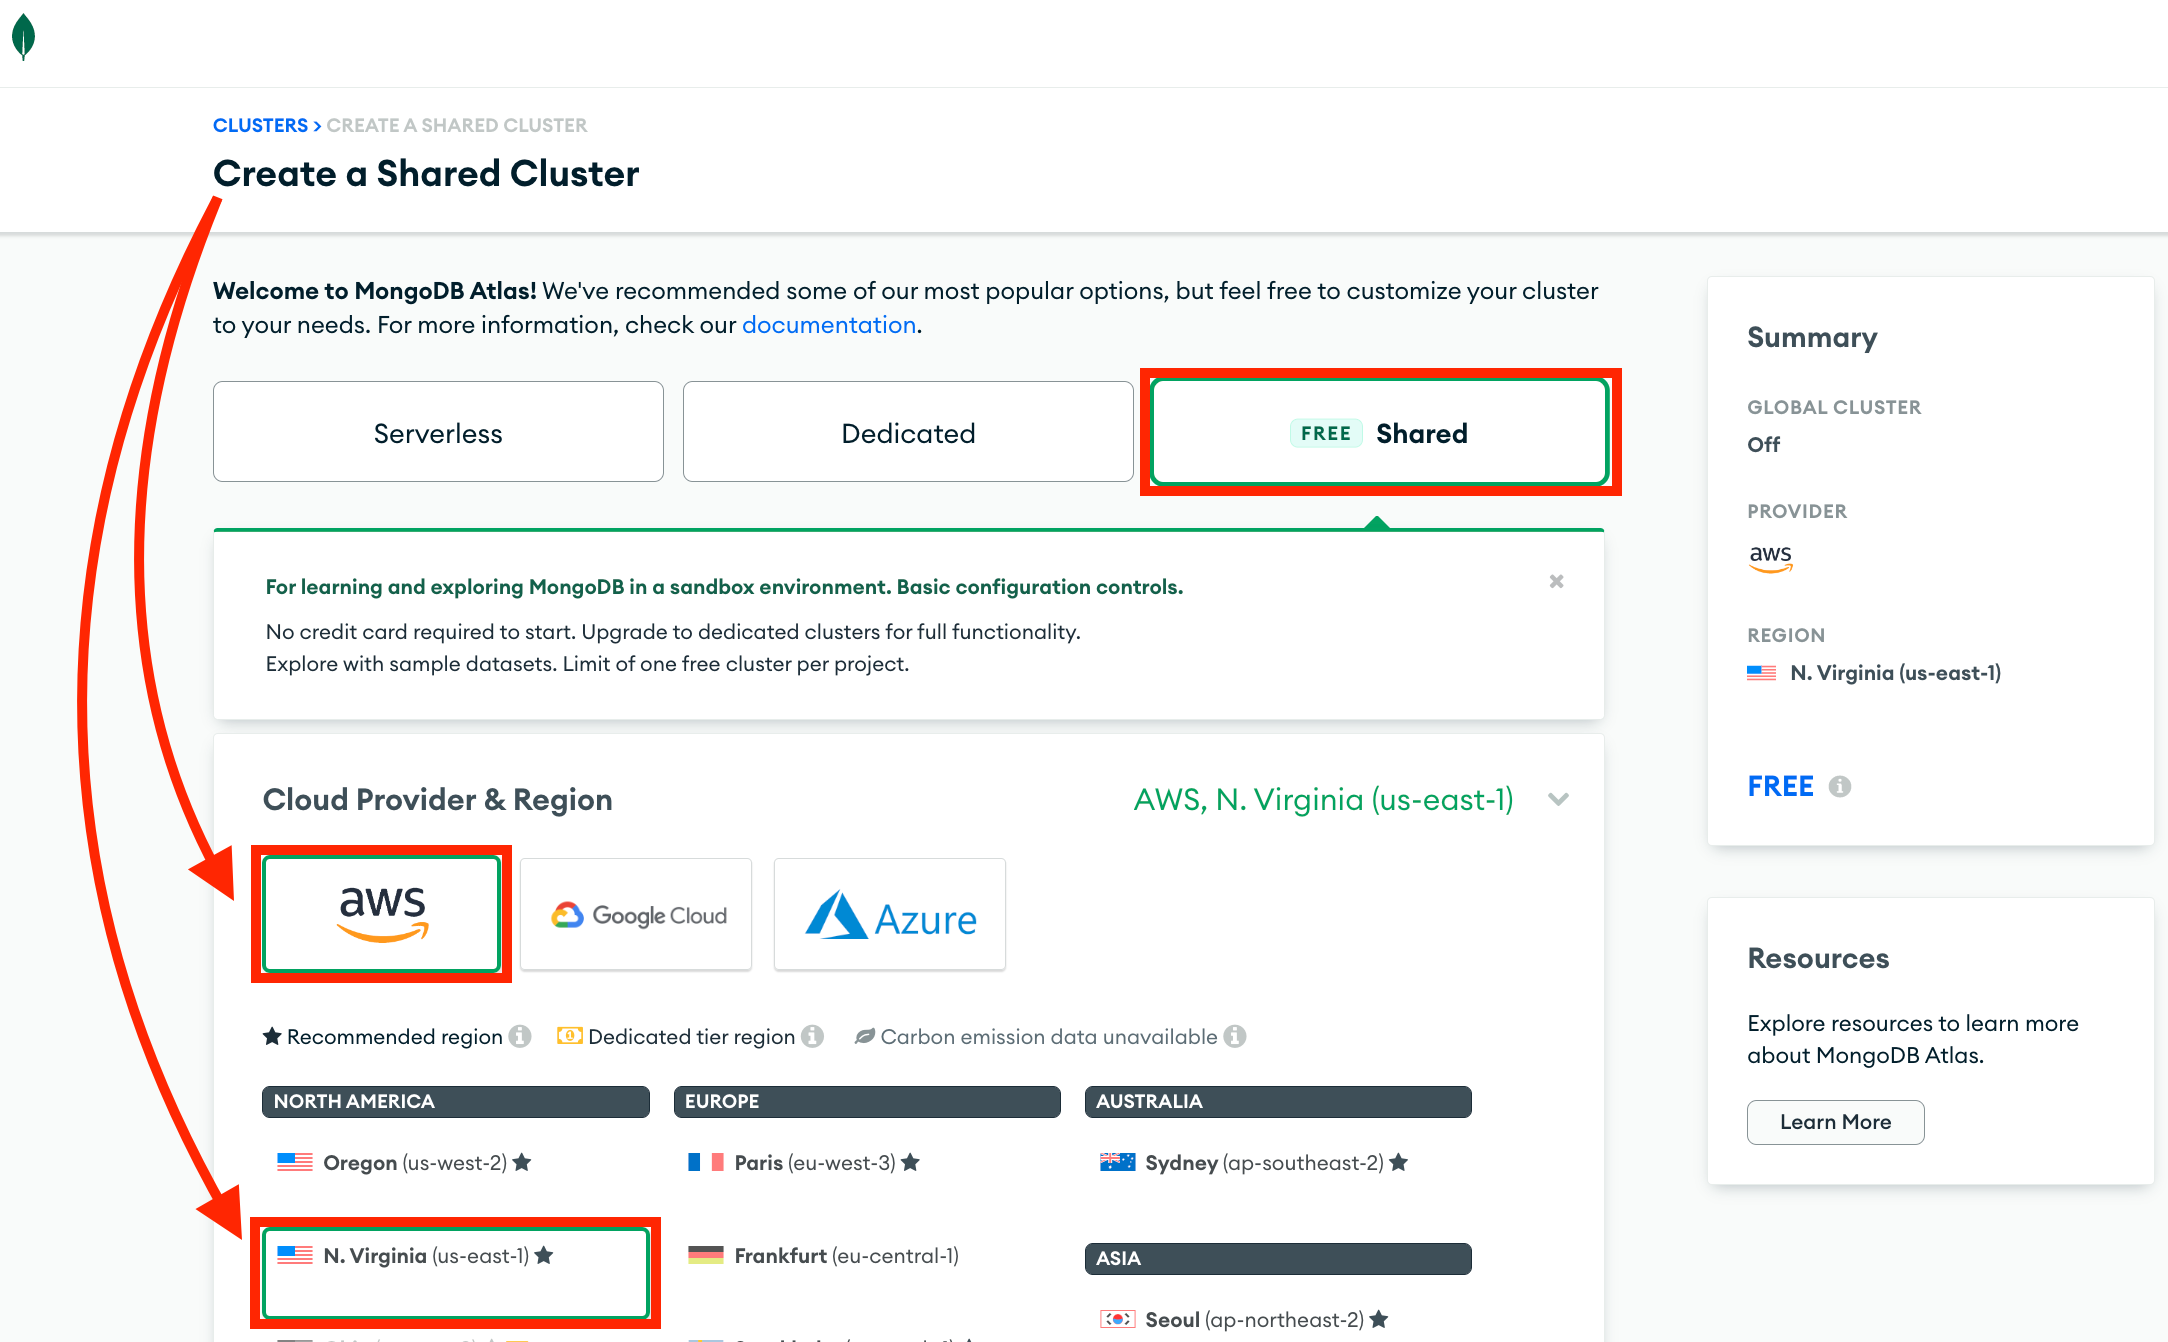 CLUSTERS > CREATE A SHARED CLUSTER
Create a Shared Cluster
Welcome to MongoDB Atlas! We've recommended some of our most popular options, but feel free to customize your cluster
to your needs. For more information, check our documentation.
Serverless
Dedicated
FREE Shared
For learning and exploring MongoDB in a sandbox environment. Basic configuration controls.
No credit card required to start. Upgrade to dedicated clusters for full functionality.
Explore with sample datasets. Limit of one free cluster per project.
Cloud Provider & Region
AWS, N. Virginia (us-east-1)
aws
Google Cloud
Azure
Recommended region
Dedicated tier region
Carbon emission data unavailable
NORTH AMERICA
Oregon (us-west-2)
N. Virginia (us-east-1)
EUROPE
Paris (eu-west-3)
Frankfurt (eu-central-1)
AUSTRALIA
Sydney (ap-southeast-2)
ASIA
Seoul (ap-northeast-2)
Summary
GLOBAL CLUSTER
Off
PROVIDER
aws
REGION
N. Virginia (us-east-1)
FREE
Resources
Explore resources to learn more
about MongoDB Atlas.
Learn More